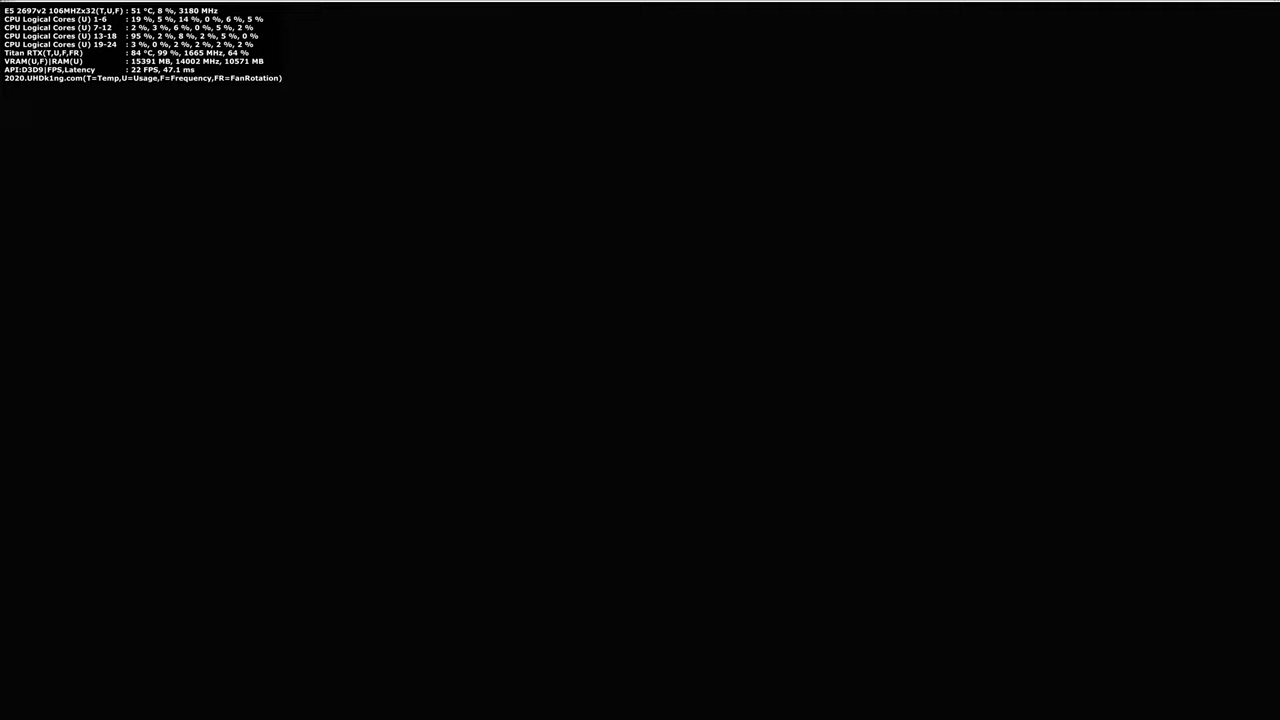 E5 2697v2 106MHZx32(T,U,F) : 51 °C, 8 %, 3180 MHz
CPU Logical Cores (U) 1-6 : 19 %, 5 %, 14 %, 0 %, 6 %, 5 %
CPU Logical Cores (U) 7-12 : 2 %, 3 %, 6 %, 0 %, 5 %, 2 %
CPU Logical Cores (U) 13-18 : 95 %, 2 %, 8 %, 2 %, 5 %, 0 %
CPU Logical Cores (U) 19-24 : 3 %, 0 %, 2 %, 2 %, 2 %, 2 %
Titan RTX(T,U,F,FR) : 84 °C, 99 %, 1665 MHz, 64 %
VRAM(U,F)|RAM(U) : 15391 MB, 14002 MHz, 10571 MB
API:D3D9|FPS,Latency : 22 FPS, 47.1 ms
2020.UHDk1ng.com(T=Temp,U=Usage,F=Frequency,FR=FanRotation)